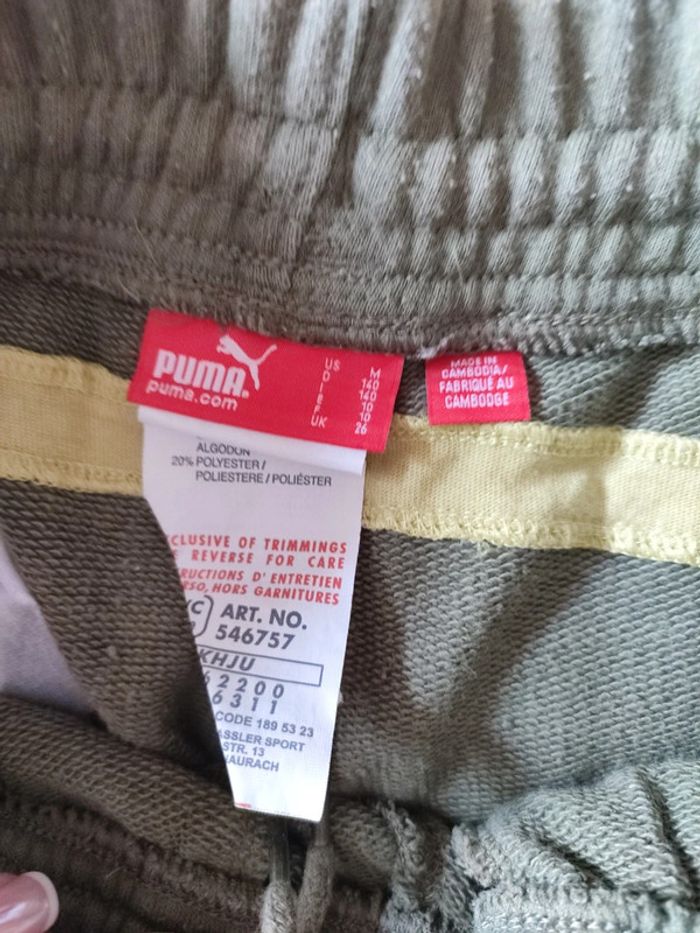 PUMA®
puma.com
US M
D 140
I 140
E 10
F 10
UK 26
MADE IN
CAMBODIA/
FABRIQUÉ AU
CAMBODGE
ALGODON
20% POLYESTER /
POLIESTERE / POLIÉSTER
CLUSIVE OF TRIMMINGS
REVERSE FOR CARE
RUCTIONS D' ENTRETIEN
RSO, HORS GARNITURES
ART. NO.
546757
KHJU
62200
6311
CODE 189 53 23
ASSLER SPORT
STR. 13
AURACH